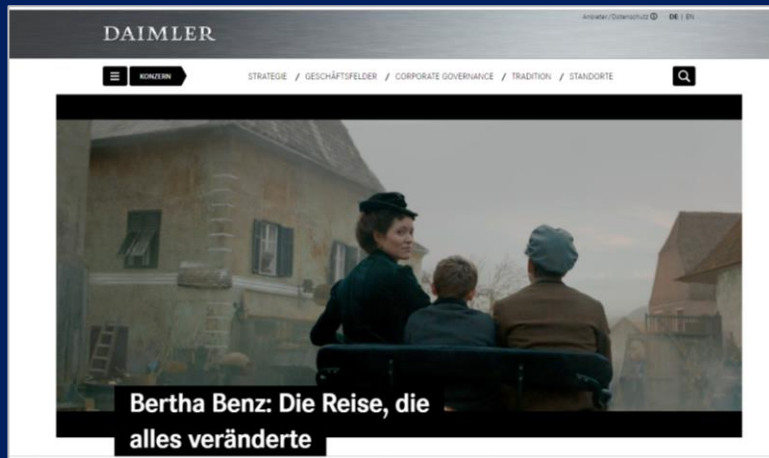 Anbieter/Datenschutz DE | EN
DAIMLER
KONZERN STRATEGIE / GESCHÄFTSFELDER / CORPORATE GOVERNANCE / TRADITION / STANDORTE
Bertha Benz: Die Reise, die
alles veränderte